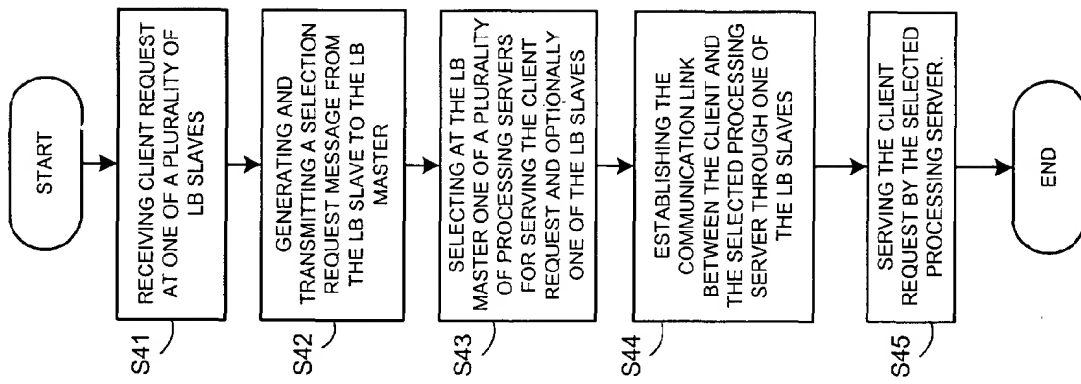 START
S41
RECEIVING CLIENT REQUEST
AT ONE OF A PLURALITY OF
LB SLAVES
S42
GENERATING AND
TRANSMITTING A SELECTION
REQUEST MESSAGE FROM
THE LB SLAVE TO THE LB
MASTER
S43
SELECTING AT THE LB
MASTER ONE OF A PLURALITY
OF PROCESSING SERVERS
FOR SERVING THE CLIENT
REQUEST AND OPTIONALLY
ONE OF THE LB SLAVES
S44
ESTABLISHING THE
COMMUNICATION LINK
BETWEEN THE CLIENT AND
THE SELECTED PROCESSING
SERVER THROUGH ONE OF
THE LB SLAVES
S45
SERVING THE CLIENT
REQUEST BY THE SELECTED
PROCESSING SERVER.
END